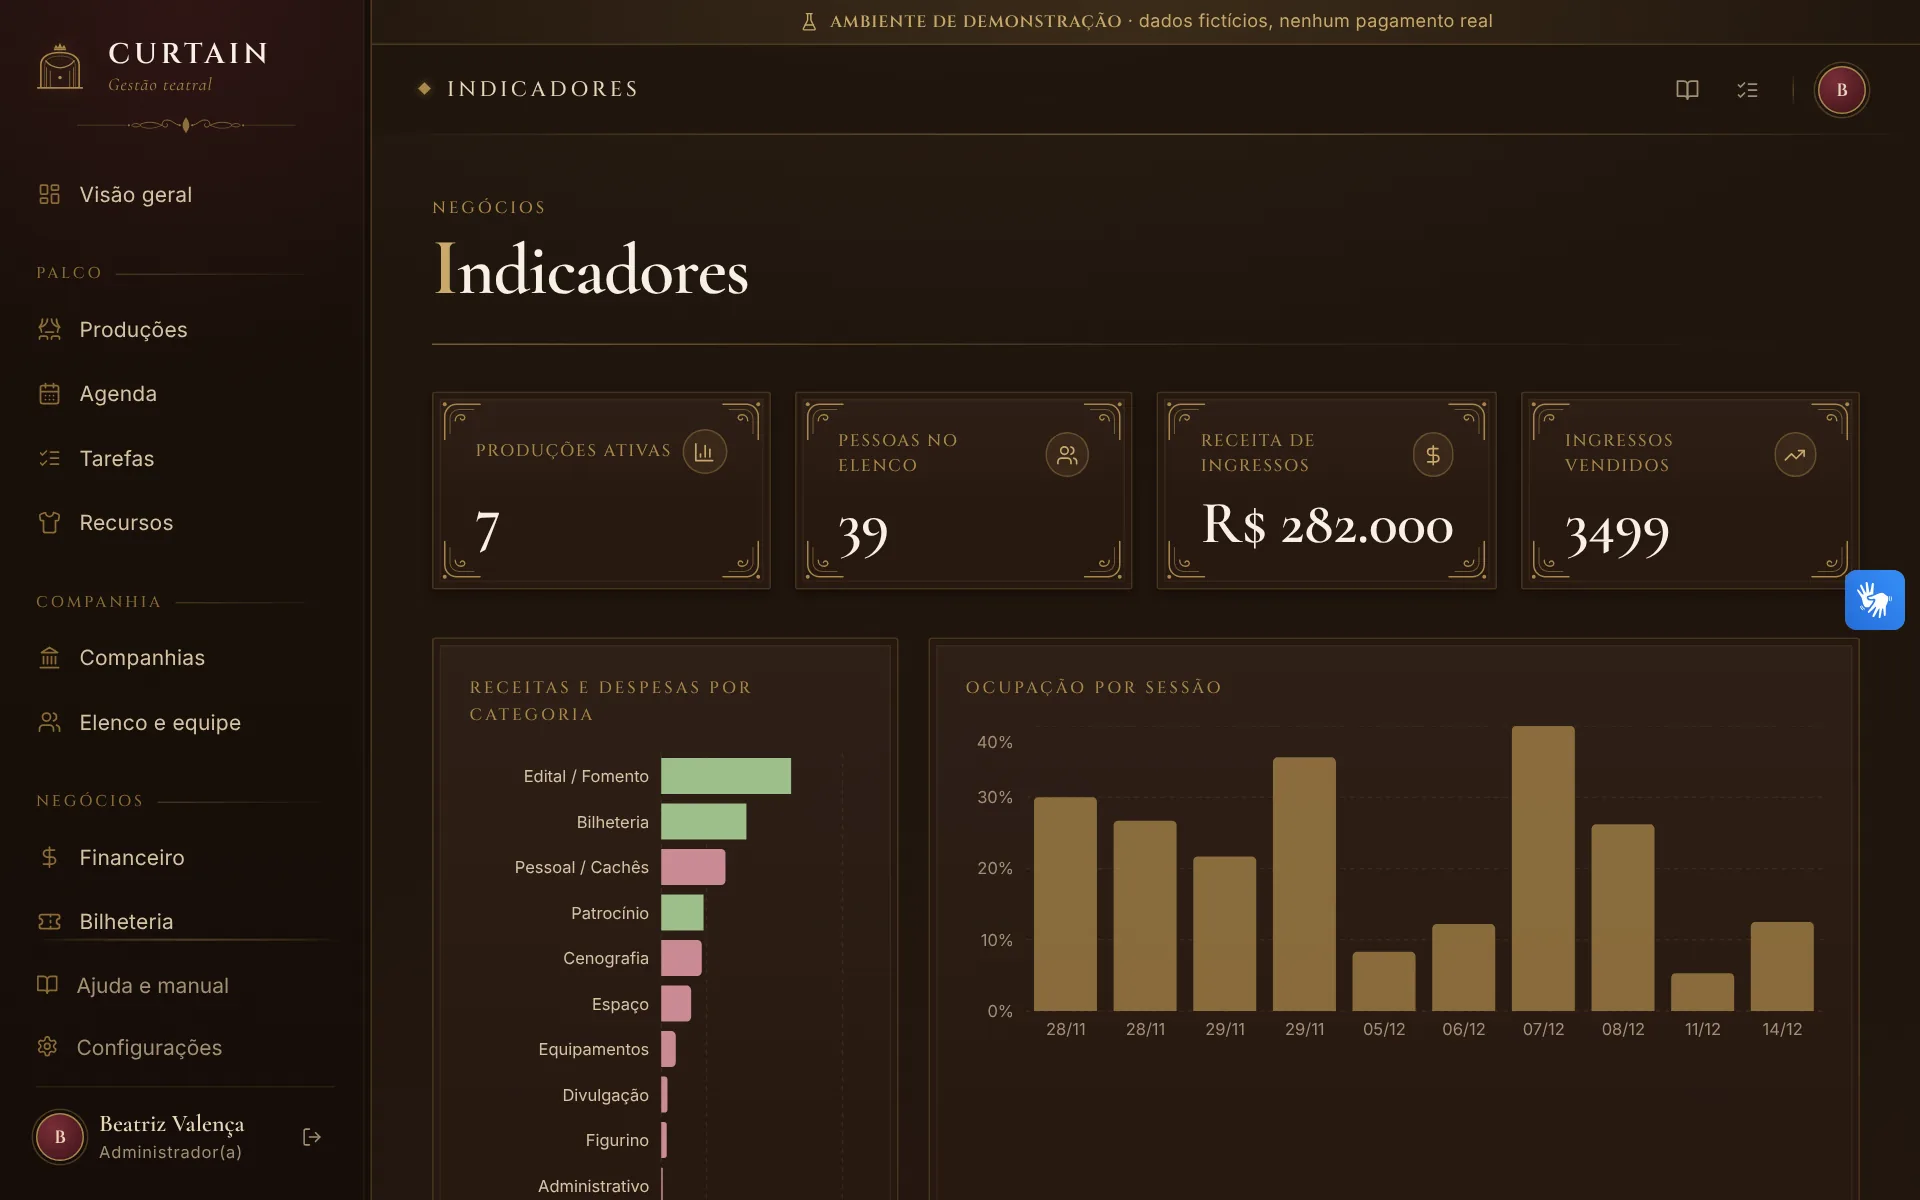 CURTAIN
Gestão teatral
Visão geral
PALCO
Produções
Agenda
Tarefas
Recursos
COMPANHIA
Companhias
Elenco e equipe
NEGÓCIOS
Financeiro
Bilheteria
Ajuda e manual
Configurações
B
Beatriz Valença
Administrador(a)
AMBIENTE DE DEMONSTRAÇÃO · dados fictícios, nenhum pagamento real
INDICADORES
B
NEGÓCIOS
Indicadores
PRODUÇÕES ATIVAS
7
PESSOAS NO
ELENCO
39
RECEITA DE
INGRESSOS
R$ 282.000
INGRESSOS
VENDIDOS
3499
RECEITAS E DESPESAS POR
CATEGORIA
Edital / Fomento
Bilheteria
Pessoal / Cachês
Patrocínio
Cenografia
Espaço
Equipamentos
Divulgação
Figurino
Administrativo
OCUPAÇÃO POR SESSÃO
40%
30%
20%
10%
0%
28/11 28/11 29/11 29/11 05/12 06/12 07/12 08/12 11/12 14/12